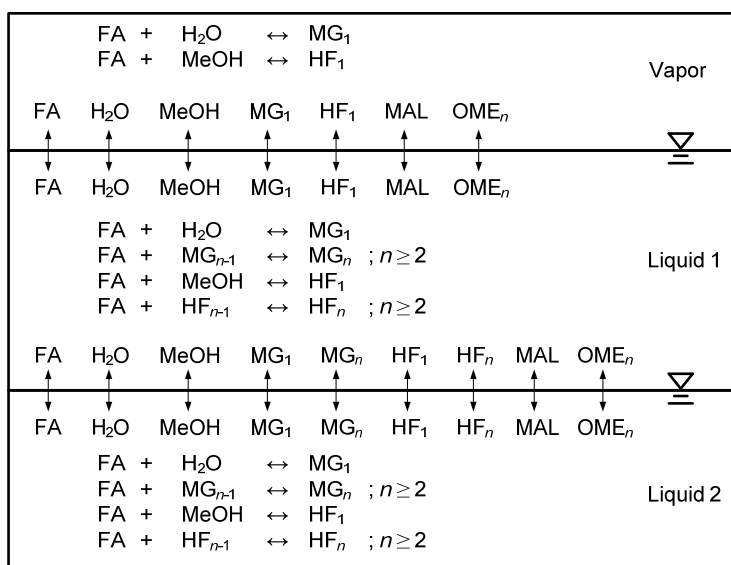 FA + H₂O ↔ MG₁
FA + MeOH ↔ HF₁
Vapor
FA H₂O MeOH MG₁ HF₁ MAL OMEₙ
FA H₂O MeOH MG₁ HF₁ MAL OMEₙ
FA + H₂O ↔ MG₁
FA + MGₙ₋₁ ↔ MGₙ ; n ≥ 2
Liquid 1
FA + MeOH ↔ HF₁
FA + HFₙ₋₁ ↔ HFₙ ; n ≥ 2
FA H₂O MeOH MG₁ MGₙ HF₁ HFₙ MAL OMEₙ
FA H₂O MeOH MG₁ MGₙ HF₁ HFₙ MAL OMEₙ
FA + H₂O ↔ MG₁
FA + MGₙ₋₁ ↔ MGₙ ; n ≥ 2
Liquid 2
FA + MeOH ↔ HF₁
FA + HFₙ₋₁ ↔ HFₙ ; n ≥ 2